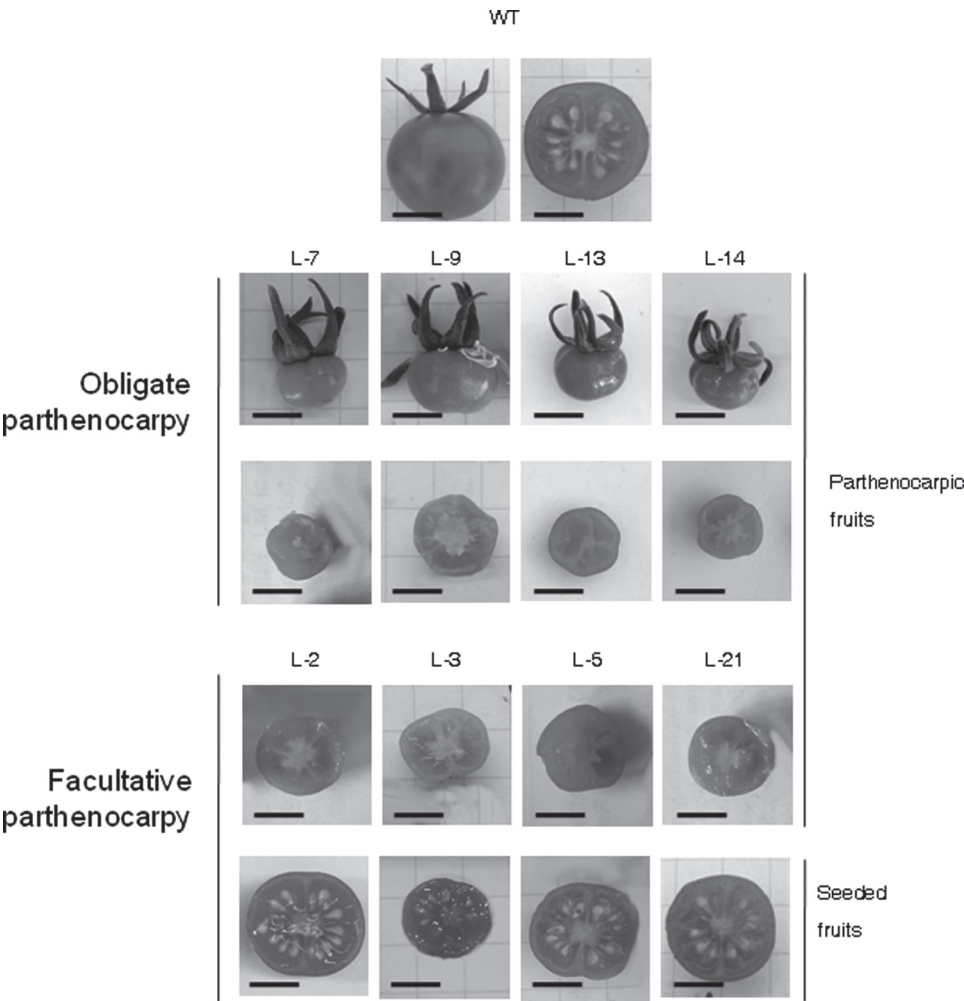 WT
L-7 L-9 L-13 L-14
Obligate
parthenocarpy
Parthenocarpic
fruits
L-2 L-3 L-5 L-21
Facultative
parthenocarpy
Seeded
fruits